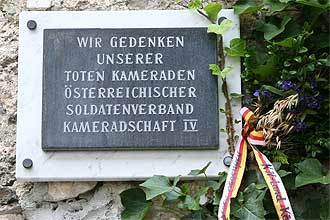 WIR GEDENKEN
UNSERER
TOTEN KAMERADEN
ÖSTERREICHISCHER
SOLDATENVERBAND
KAMERADSCHAFT IV